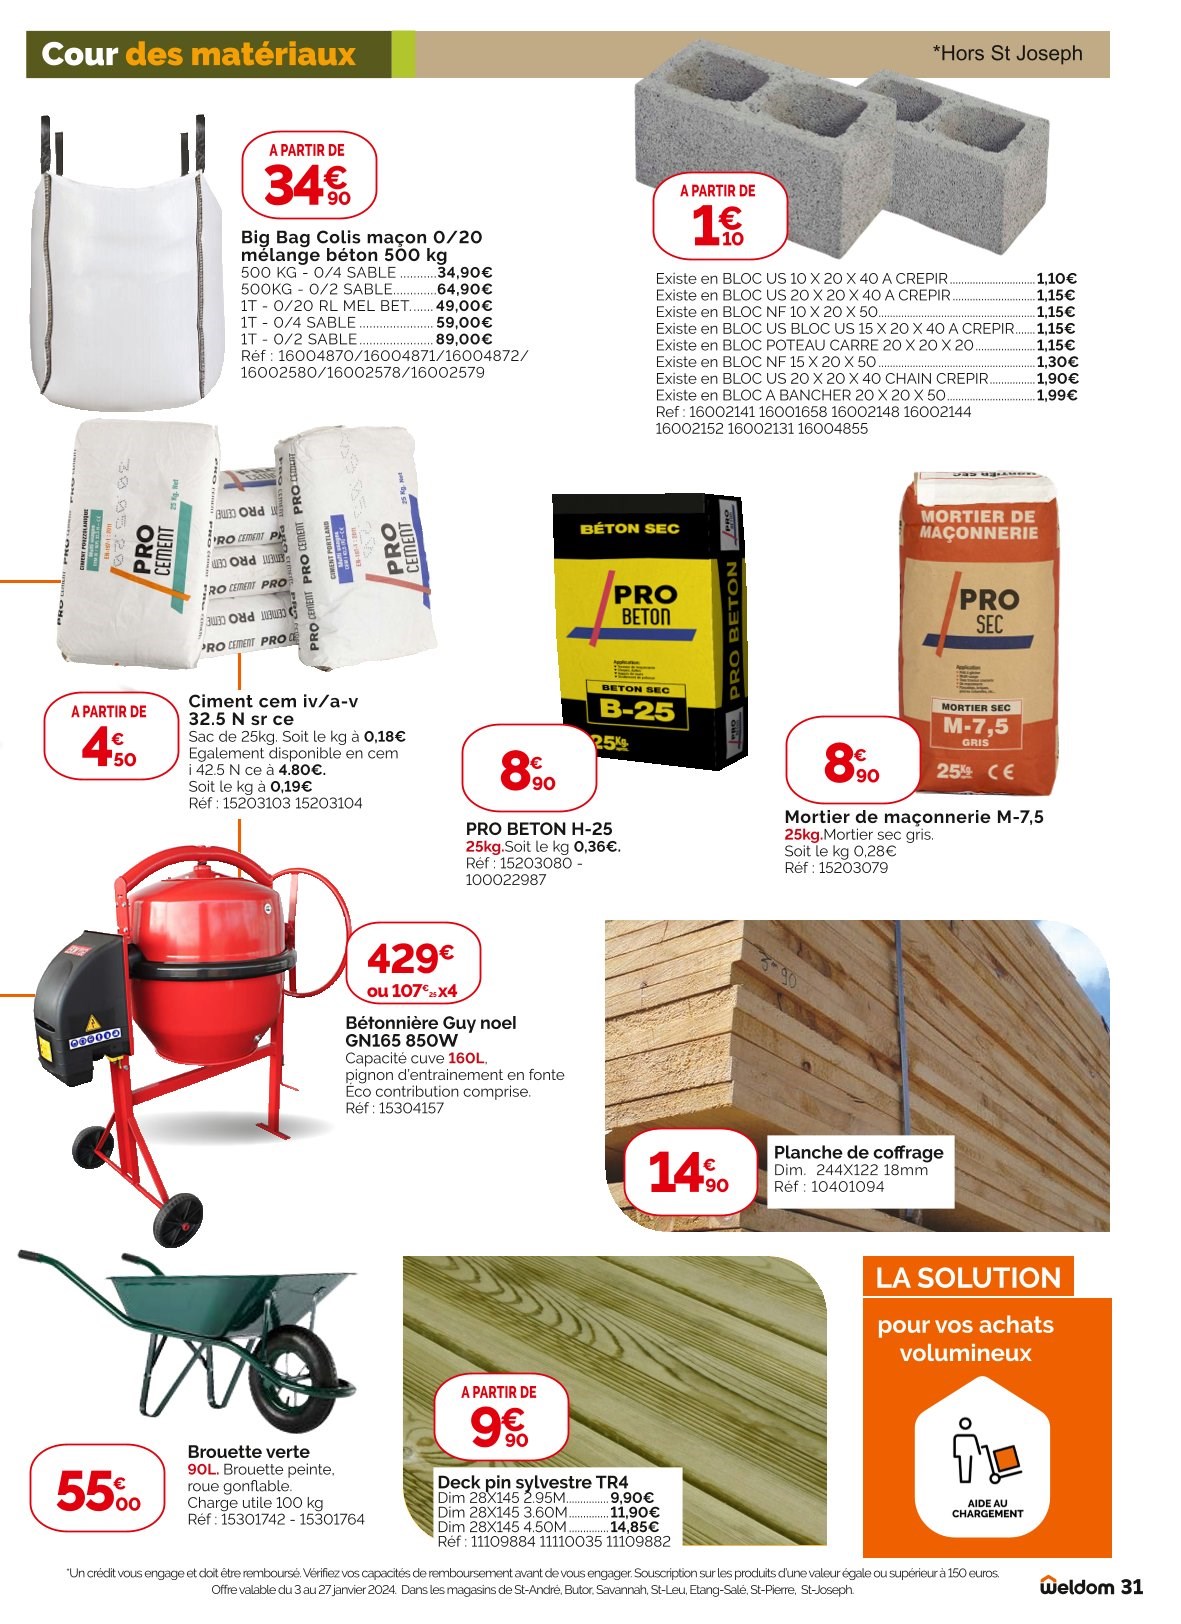 Cour des matériaux
*Hors St Joseph
A PARTIR DE
34€90
Big Bag Colis maçon 0/20
mélange béton 500 kg
500 KG - 0/4 SABLE ........... 34,90€
500KG - 0/2 SABLE............. 64,90€
1T - 0/20 RL MEL BET....... 49,00€
1T - 0/4 SABLE ................... 59,00€
1T - 0/2 SABLE ................... 89,00€
Réf : 16004870/16004871/16004872/
16002580/16002578/16002579
A PARTIR DE
1€10
Existe en BLOC US 10 X 20 X 40 A CREPIR..................... 1,10€
Existe en BLOC US 20 X 20 X 40 A CREPIR.................... 1,15€
Existe en BLOC NF 10 X 20 X 50...................................... 1,15€
Existe en BLOC US BLOC US 15 X 20 X 40 A CREPIR..... 1,15€
Existe en BLOC POTEAU CARRE 20 X 20 X 20............... 1,15€
Existe en BLOC NF 15 X 20 X 50....................................... 1,30€
Existe en BLOC US 20 X 20 X 40 CHAIN CREPIR........... 1,90€
Existe en BLOC A BANCHER 20 X 20 X 50...................... 1,99€
Ref : 16002141 16001658 16002148 16002144
16002152 16002131 16004855
PRO CEMENT
25 Kg. Net
PRO CEMENT
CIMENT PORTLAND
25 Kg. Net
BÉTON SEC
PRO
BETON
PRO BETON
BETON SEC
B-25
25Kg
MORTIER SEC
MORTIER DE
MAÇONNERIE
PRO
SEC
MORTIER SEC
M-7,5
GRIS
25Kg CE
A PARTIR DE
4€50
Ciment cem iv/a-v
32.5 N sr ce
Sac de 25kg. Soit le kg à 0,18€
Egalement disponible en cem
i 42.5 N ce à 4.80€.
Soit le kg à 0,19€
Réf : 15203103 15203104
8€90
PRO BETON H-25
25kg.Soit le kg 0,36€.
Réf : 15203080 -
100022987
8€90
Mortier de maçonnerie M-7,5
25kg.Mortier sec gris.
Soit le kg 0,28€
Réf : 15203079
429€
ou 107€25x4
Bétonnière Guy noel
GN165 850W
Capacité cuve 160L,
pignon d'entrainement en fonte
Éco contribution comprise.
Réf : 15304157
3-90
14€90
Planche de coffrage
Dim. 244X122 18mm
Réf : 10401094
55€00
Brouette verte
90L. Brouette peinte,
roue gonflable.
Charge utile 100 kg
Réf : 15301742 - 15301764
A PARTIR DE
9€90
Deck pin sylvestre TR4
Dim 28X145 2.95M........... 9,90€
Dim 28X145 3.60M.......... 11,90€
Dim 28X145 4.50M.......... 14,85€
Réf : 11109884 11110035 11109882
LA SOLUTION
pour vos achats
volumineux
AIDE AU
CHARGEMENT
*Un crédit vous engage et doit être remboursé. Vérifiez vos capacités de remboursement avant de vous engager. Souscription sur les produits d'une valeur égale ou supérieur à 150 euros.
Offre valable du 3 au 27 janvier 2024. Dans les magasins de St-André, Butor, Savannah, St-Leu, Etang-Salé, St-Pierre, St-Joseph.
weldom 31